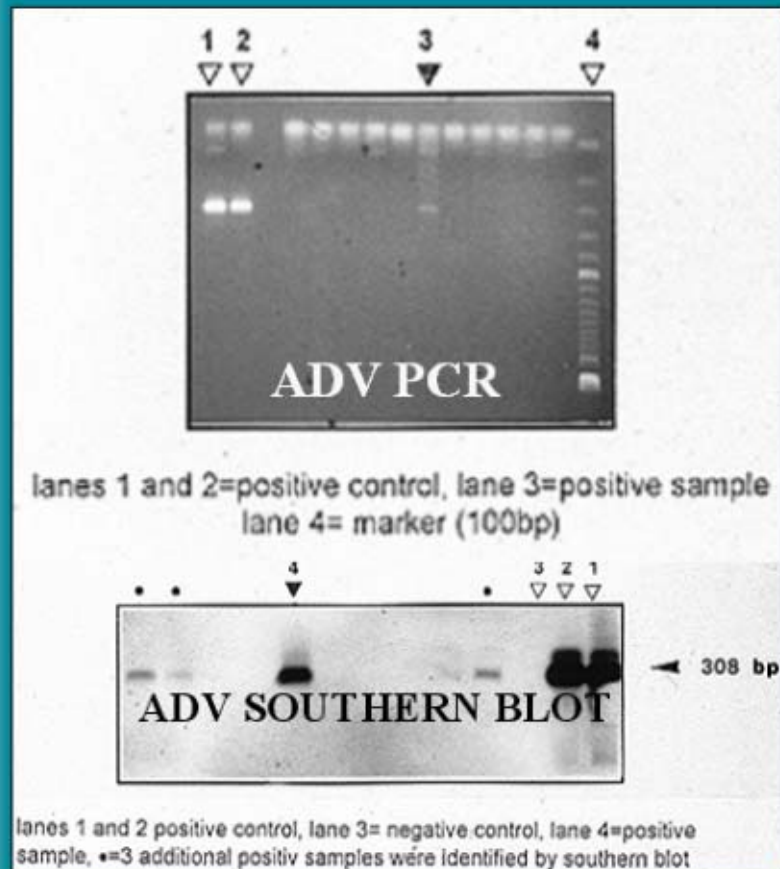 1 2 3 4
ADV PCR
lanes 1 and 2=positive control, lane 3=positive sample
lane 4= marker (100bp)
• • 4 • 3 2 1
308 bp
ADV SOUTHERN BLOT
lanes 1 and 2 positive control, lane 3= negative control, lane 4=positive
sample, •=3 additional positiv samples were identified by southern blot